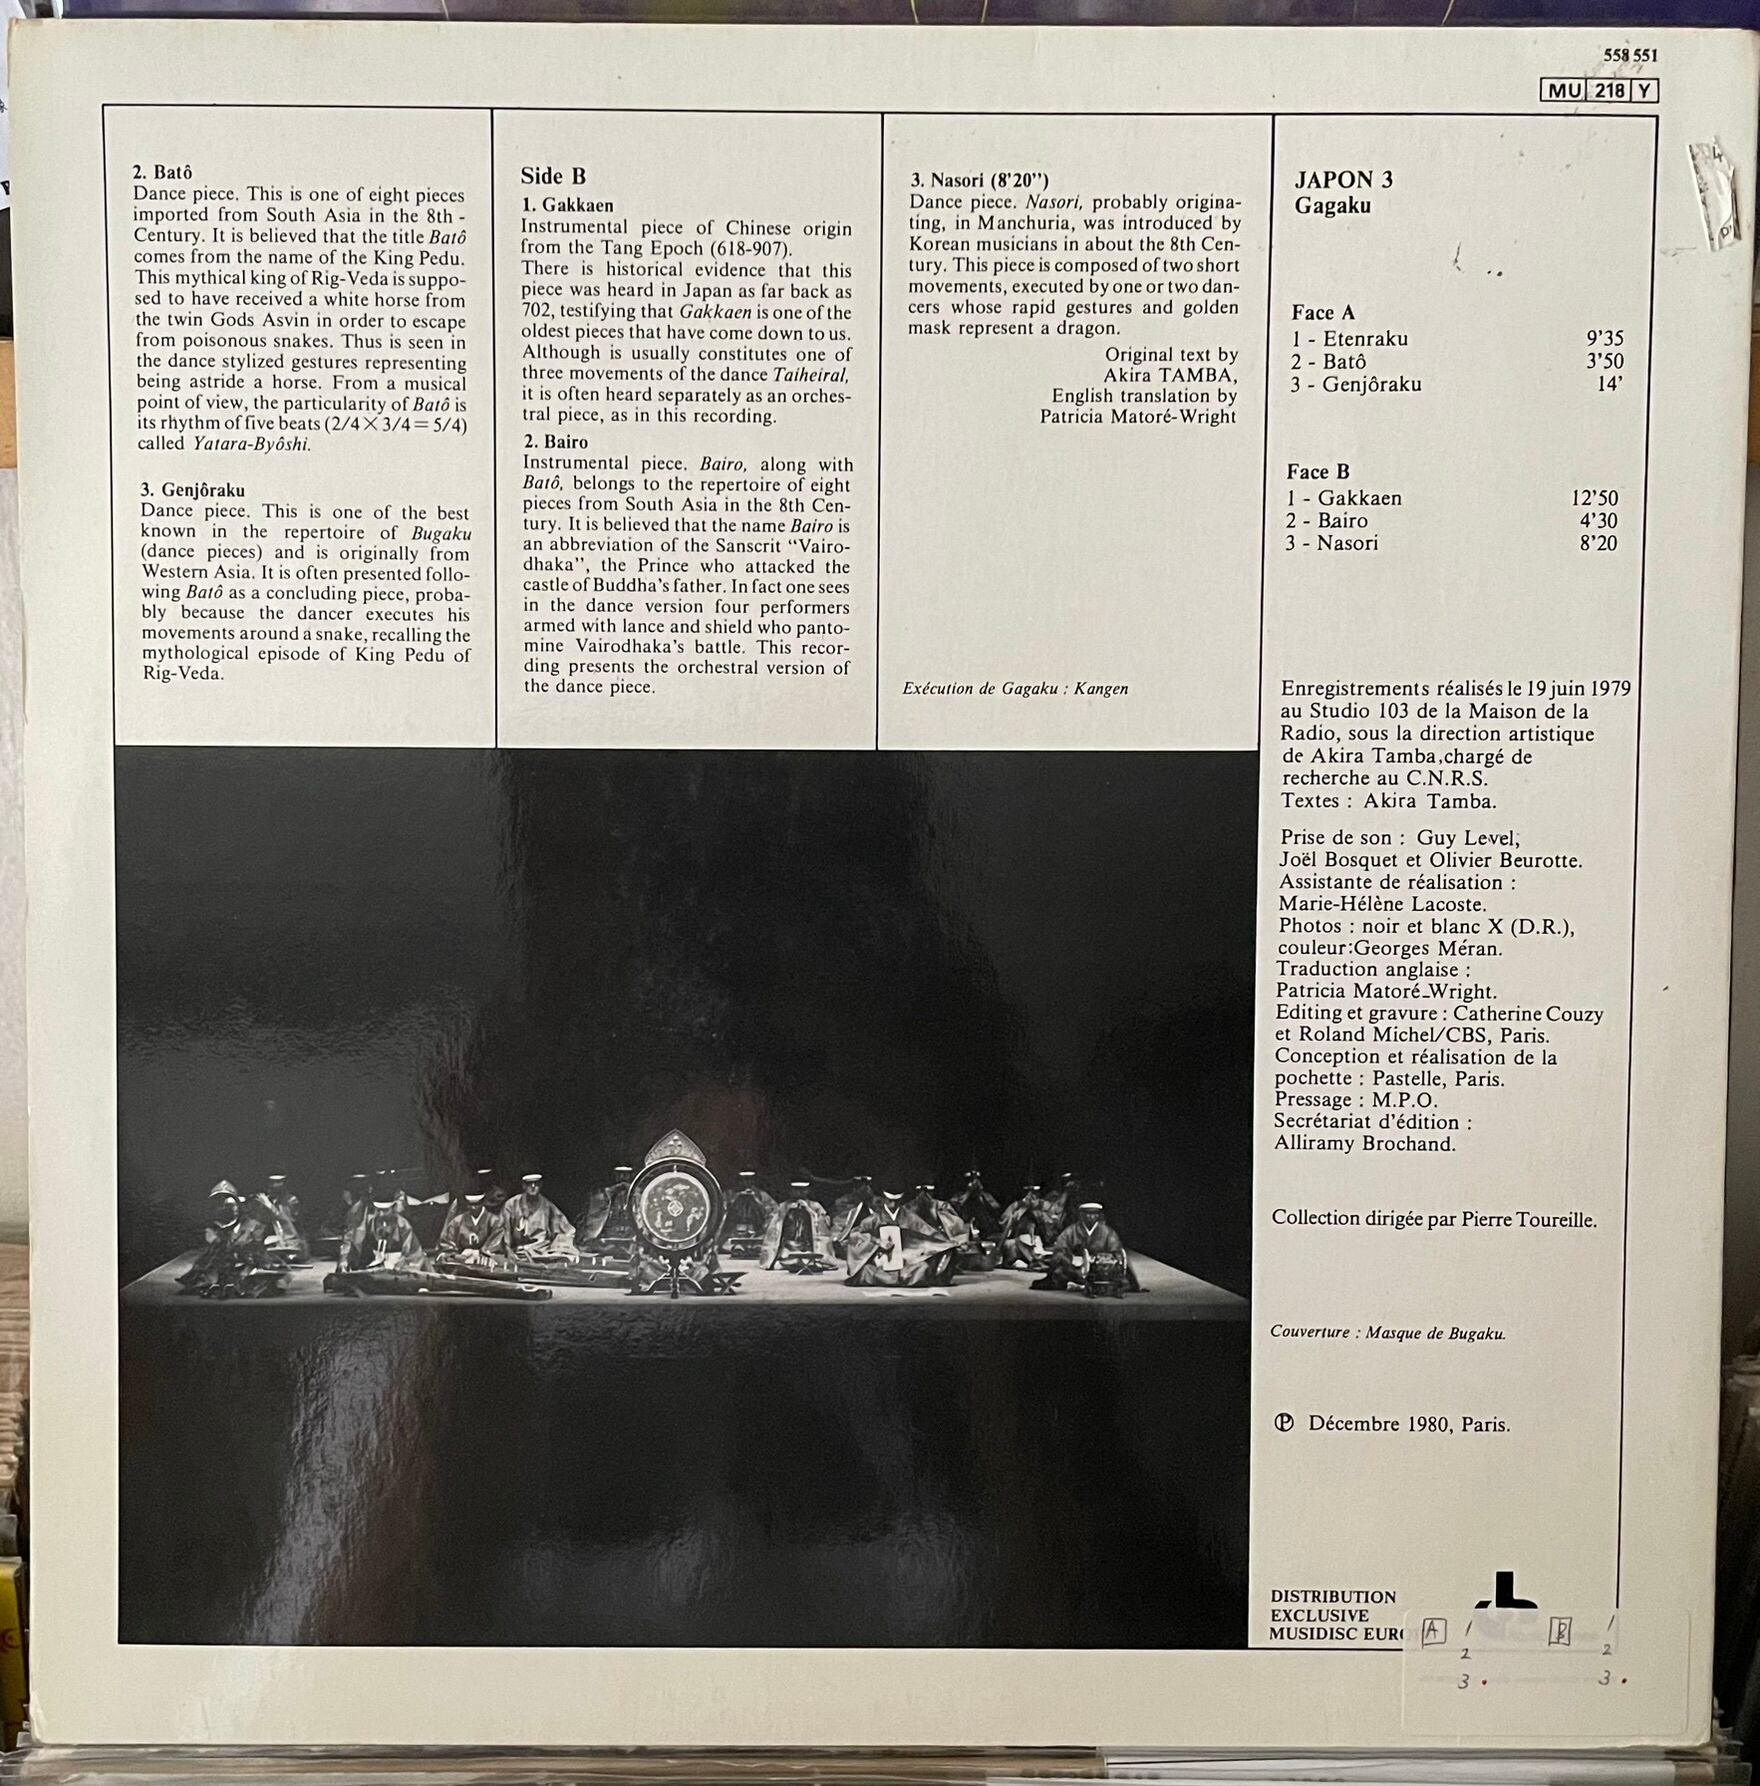 558 551
MU 218 Y
2. Batô
Dance piece. This is one of eight pieces
imported from South Asia in the 8th -
Century. It is believed that the title Batô
comes from the name of the King Pedu.
This mythical king of Rig-Veda is suppo-
sed to have received a white horse from
the twin Gods Asvin in order to escape
from poisonous snakes. Thus is seen in
the dance stylized gestures representing
being astride a horse. From a musical
point of view, the particularity of Batô is
its rhythm of five beats (2/4×3/4=5/4)
called Yatara-Byôshi.
3. Genjôraku
Dance piece. This is one of the best
known in the repertoire of Bugaku
(dance pieces) and is originally from
Western Asia. It is often presented follo-
wing Batô as a concluding piece, proba-
bly because the dancer executes his
movements around a snake, recalling the
mythological episode of King Pedu of
Rig-Veda.
Side B
1. Gakkaen
Instrumental piece of Chinese origin
from the Tang Epoch (618-907).
There is historical evidence that this
piece was heard in Japan as far back as
702, testifying that Gakkaen is one of the
oldest pieces that have come down to us.
Although is usually constitutes one of
three movements of the dance Taiheiral,
it is often heard separately as an orches-
tral piece, as in this recording.
2. Bairo
Instrumental piece. Bairo, along with
Batô, belongs to the repertoire of eight
pieces from South Asia in the 8th Cen-
tury. It is believed that the name Bairo is
an abbreviation of the Sanscrit “Vairo-
dhaka”, the Prince who attacked the
castle of Buddha's father. In fact one sees
in the dance version four performers
armed with lance and shield who panto-
mine Vairodhaka's battle. This recor-
ding presents the orchestral version of
the dance piece.
3. Nasori (8'20”)
Dance piece. Nasori, probably origina-
ting, in Manchuria, was introduced by
Korean musicians in about the 8th Cen-
tury. This piece is composed of two short
movements, executed by one or two dan-
cers whose rapid gestures and golden
mask represent a dragon.
Original text by
Akira TAMBA,
English translation by
Patricia Matoré-Wright
Exécution de Gagaku : Kangen
JAPON 3
Gagaku
Face A
1 - Etenraku 9'35
2 - Batô 3'50
3 - Genjôraku 14'
Face B
1 - Gakkaen 12'50
2 - Bairo 4'30
3 - Nasori 8'20
Enregistrements réalisés le 19 juin 1979
au Studio 103 de la Maison de la
Radio, sous la direction artistique
de Akira Tamba,chargé de
recherche au C.N.R.S.
Textes : Akira Tamba.
Prise de son : Guy Level,
Joël Bosquet et Olivier Beurotte.
Assistante de réalisation :
Marie-Hélène Lacoste.
Photos : noir et blanc X (D.R.),
couleur:Georges Méran.
Traduction anglaise :
Patricia Matoré-Wright.
Editing et gravure : Catherine Couzy
et Roland Michel/CBS, Paris.
Conception et réalisation de la
pochette : Pastelle, Paris.
Pressage : M.P.O.
Secrétariat d'édition :
Alliramy Brochand.
Collection dirigée par Pierre Toureille.
Couverture : Masque de Bugaku.
Ⓟ Décembre 1980, Paris.
DISTRIBUTION
EXCLUSIVE
MUSIDISC EURO
A 1 B 1
2 2
3. 3.